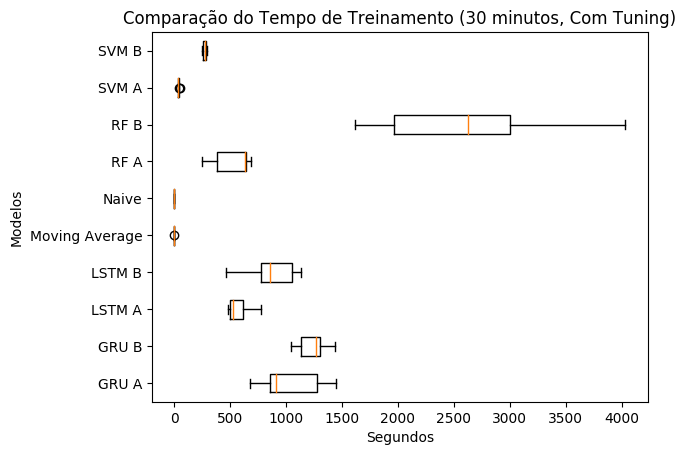 Comparação do Tempo de Treinamento (30 minutos, Com Tuning)
Modelos
SVM B
SVM A
RF B
RF A
Naive
Moving Average
LSTM B
LSTM A
GRU B
GRU A
0 500 1000 1500 2000 2500 3000 3500 4000
Segundos